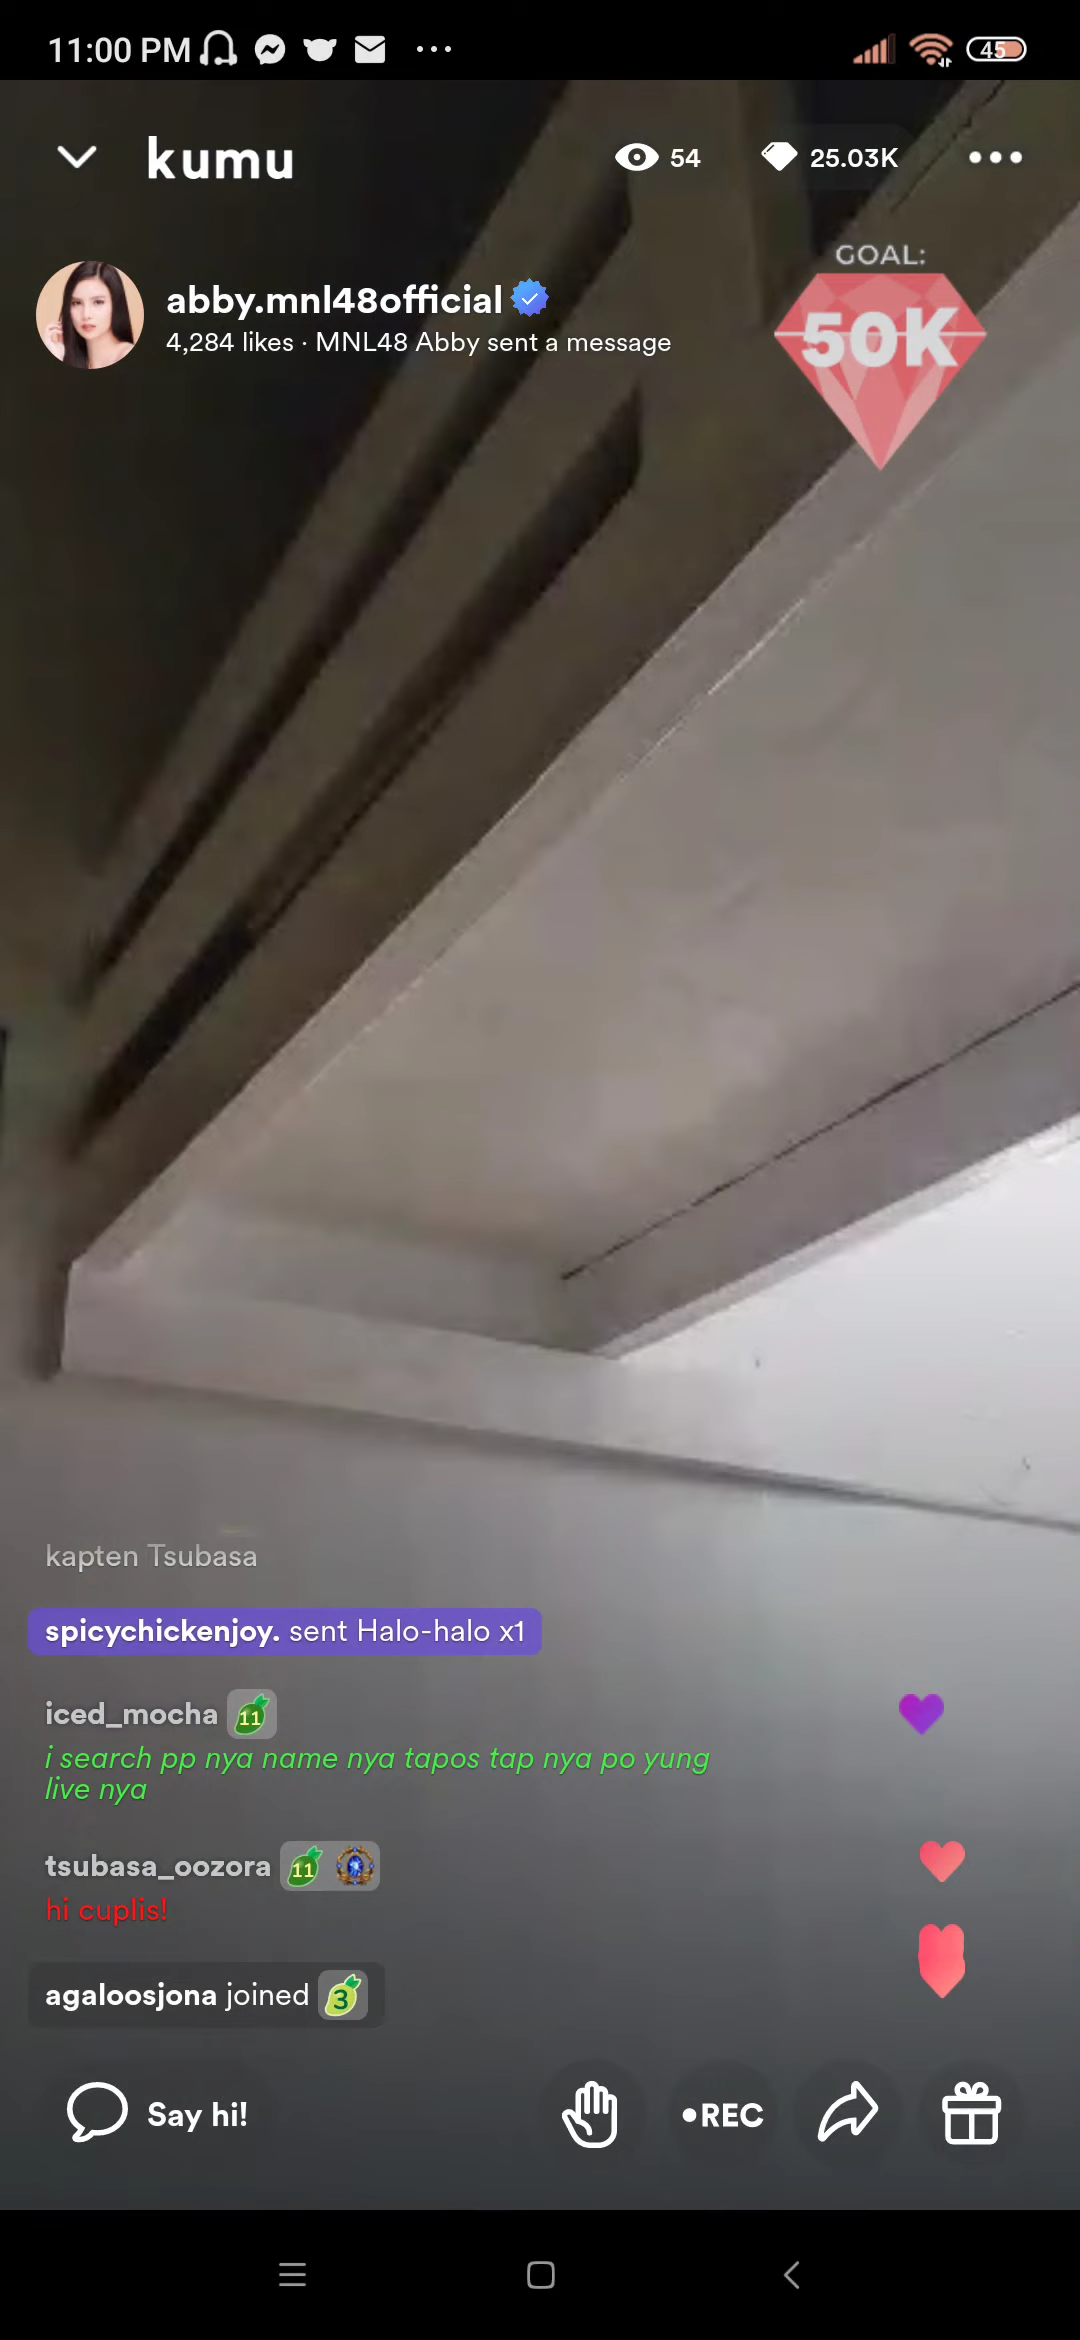 11:00 PM
45
kumu
54
25.03K
GOAL:
50K
abby.mnl48official
4,284 likes · MNL48 Abby sent a message
kapten Tsubasa
spicychickenjoy. sent Halo-halo x1
iced_mocha 11
i search pp nya name nya tapos tap nya po yung
live nya
tsubasa_oozora 11
hi cuplis!
agaloosjona joined 3
Say hi!
•REC